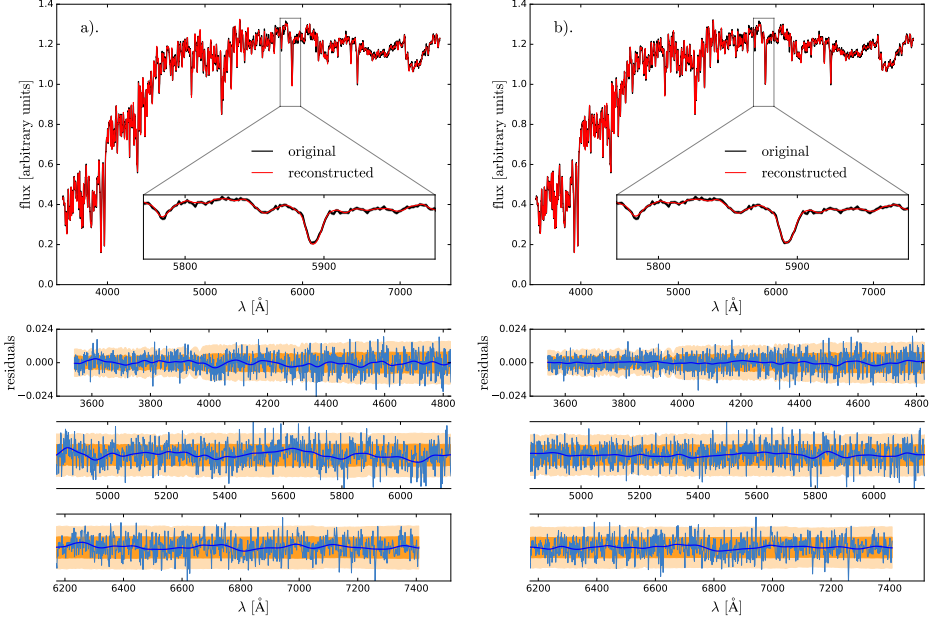 a).
flux [arbitrary units]
1.4
1.2
1.0
0.8
0.6
0.4
0.2
0.0
original
reconstructed
5800 5900
4000 5000 6000 7000
λ [Å]
residuals
0.024
0.000
−0.024
3600 3800 4000 4200 4400 4600 4800
5000 5200 5400 5600 5800 6000
6200 6400 6600 6800 7000 7200 7400
λ [Å]
b).
flux [arbitrary units]
1.4
1.2
1.0
0.8
0.6
0.4
0.2
0.0
original
reconstructed
5800 5900
4000 5000 6000 7000
λ [Å]
residuals
0.024
0.000
−0.024
3600 3800 4000 4200 4400 4600 4800
5000 5200 5400 5600 5800 6000
6200 6400 6600 6800 7000 7200 7400
λ [Å]